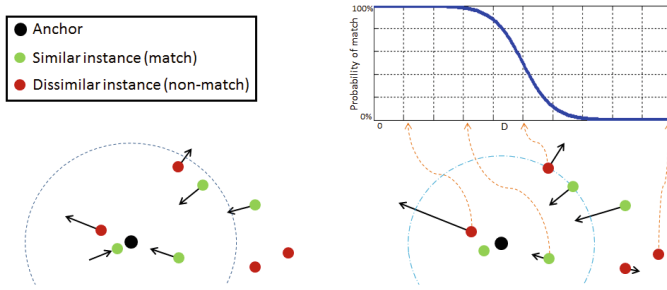 Anchor
Similar instance (match)
Dissimilar instance (non-match)
100%
Probability of match
0%
0
D